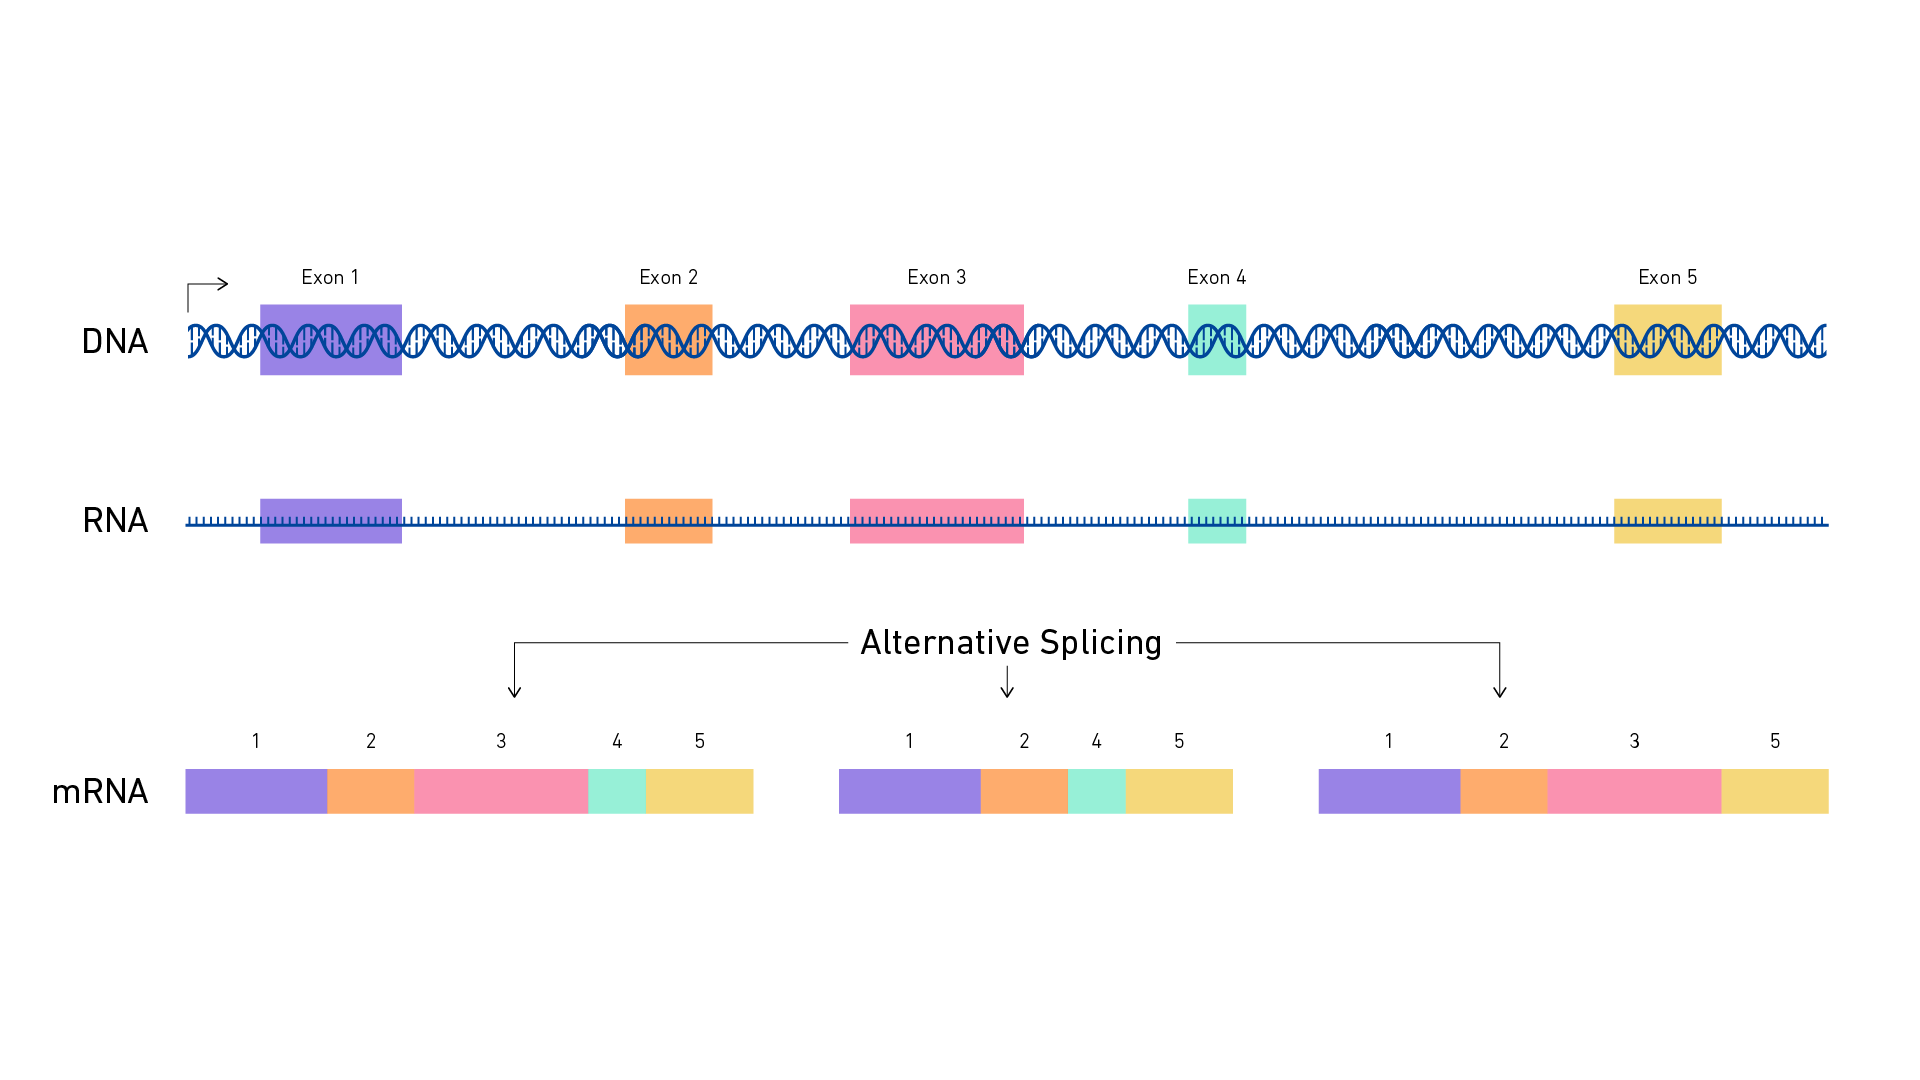 Exon 1 Exon 2 Exon 3 Exon 4 Exon 5
DNA
RNA
Alternative Splicing
1 2 3 4 5 1 2 4 5 1 2 3 5
mRNA